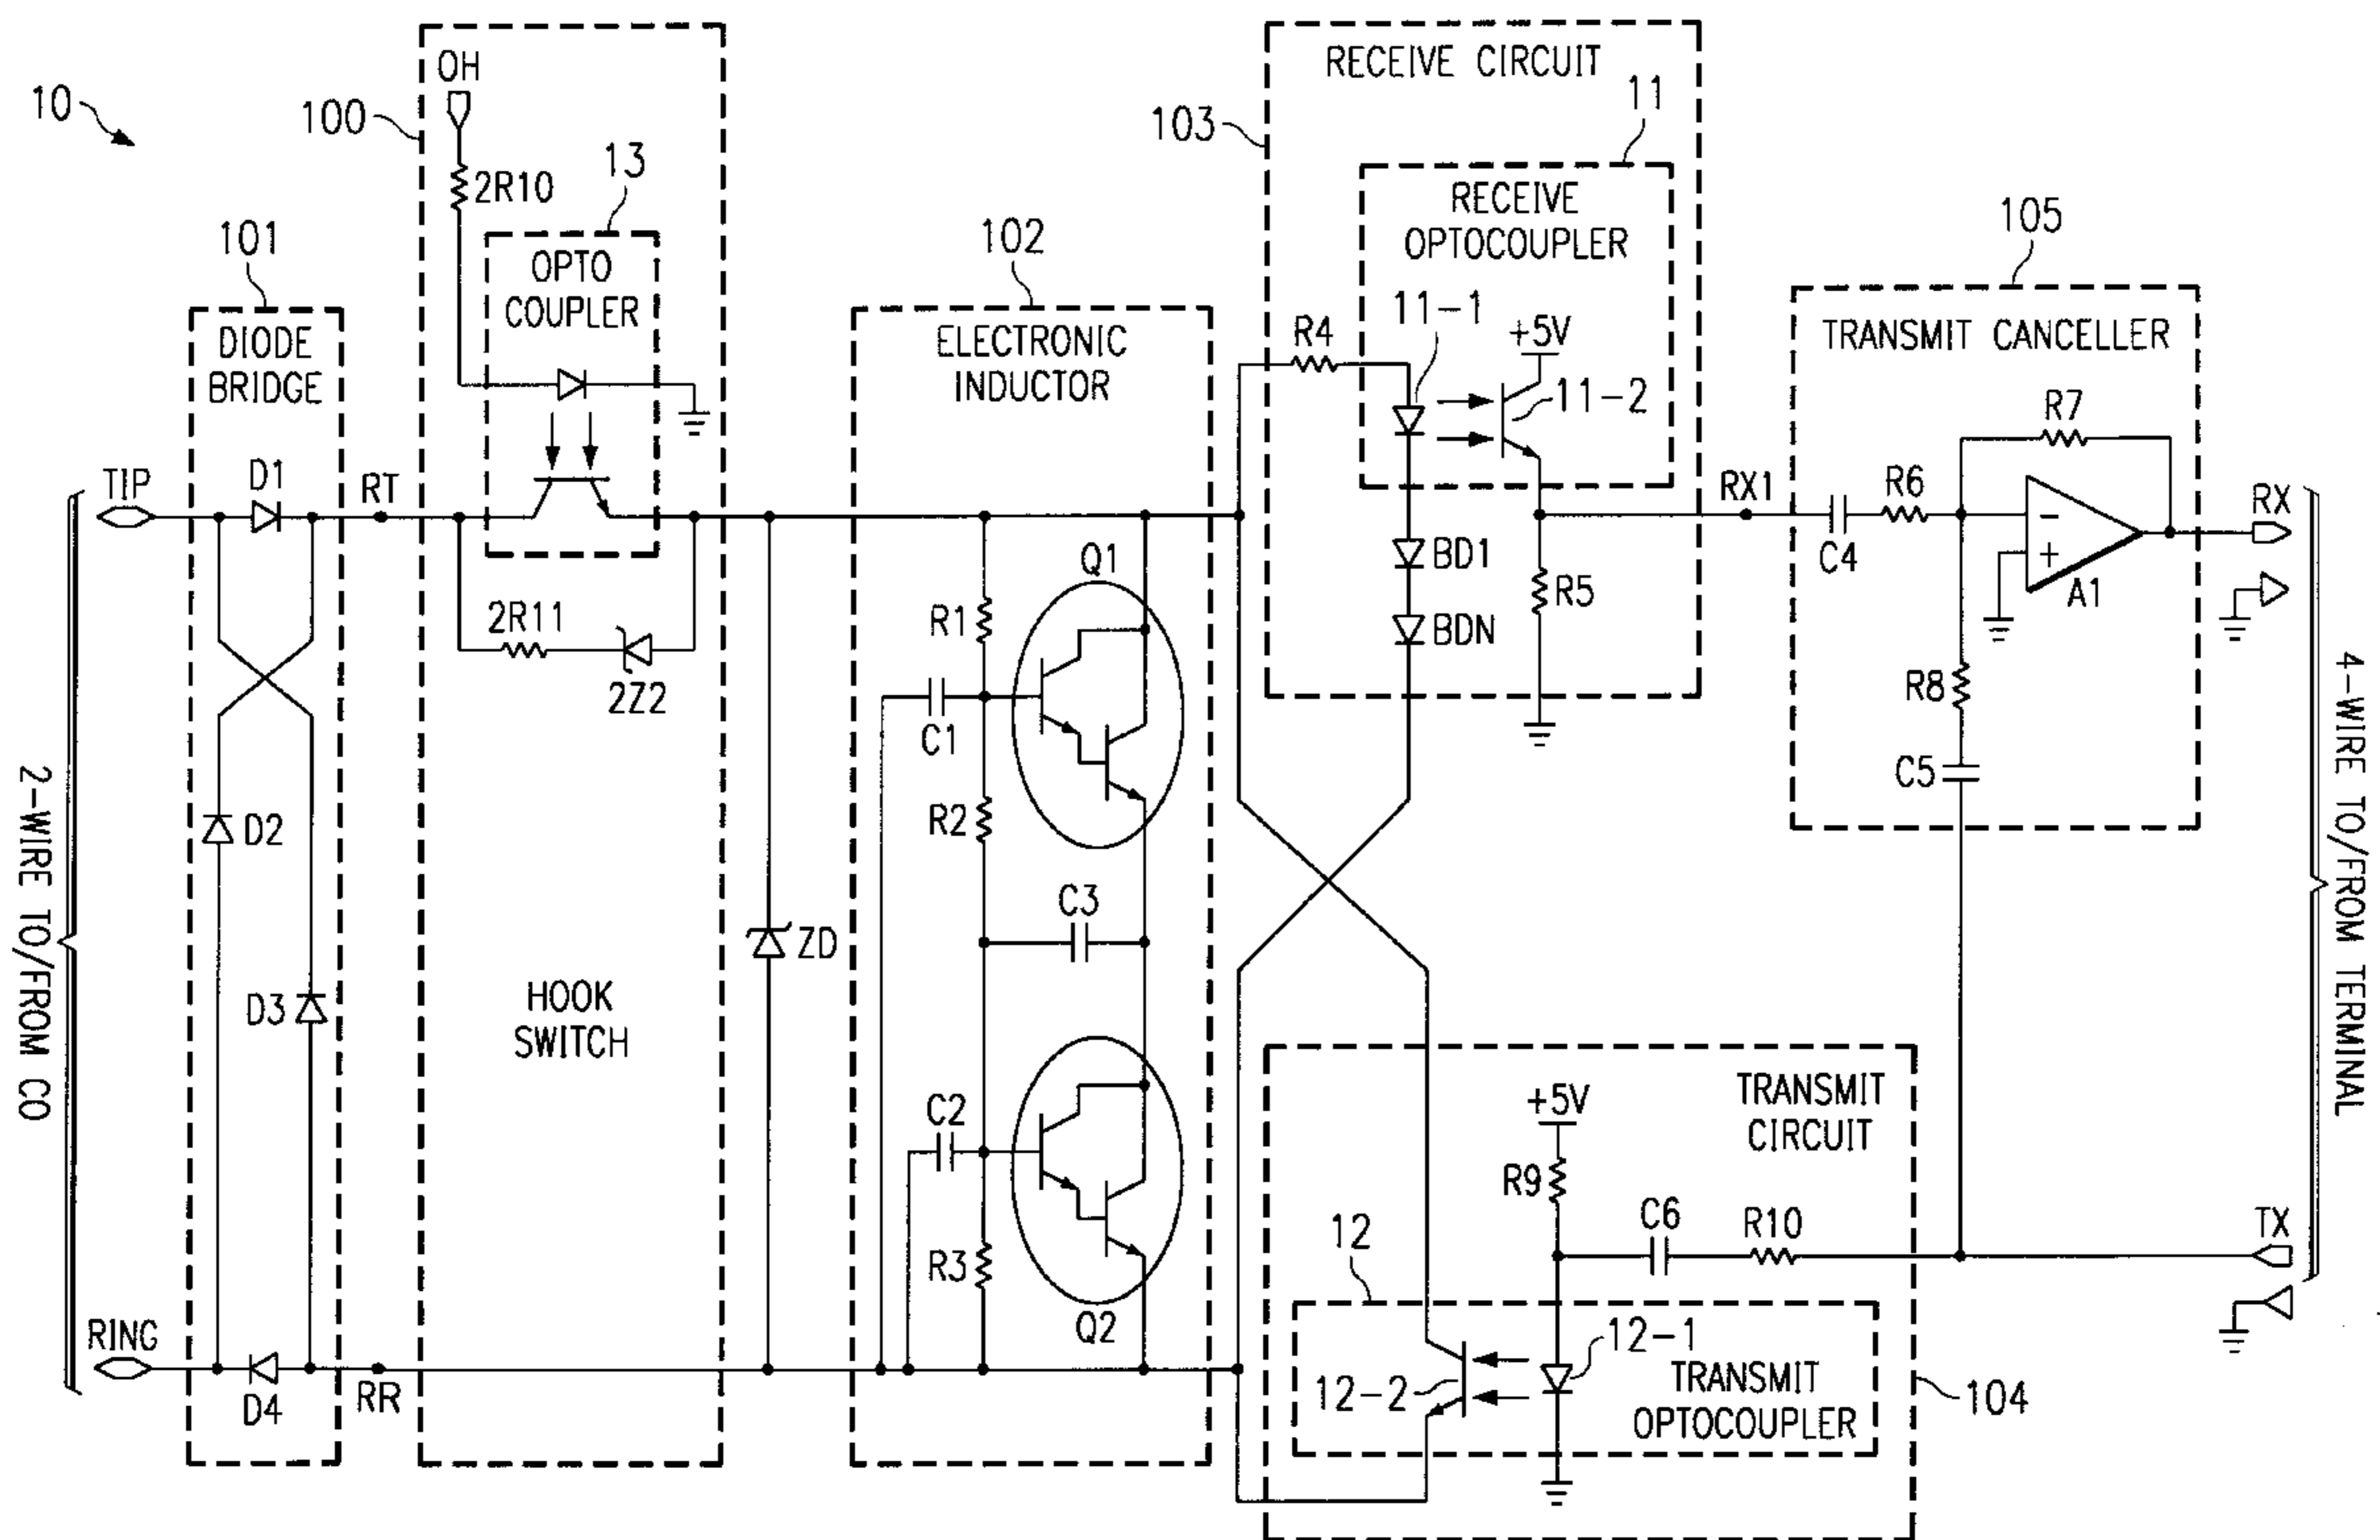 10
2-WIRE TO/FROM CO
TIP
RING
101
DIODE
BRIDGE
D1
D2
D3
D4
RT
RR
100
OH
2R10
13
OPTO
COUPLER
2R11
2Z2
HOOK
SWITCH
ZD
102
ELECTRONIC
INDUCTOR
Q1
R1
C1
R2
C3
C2
R3
Q2
103
RECEIVE CIRCUIT
11
RECEIVE
OPTOCOUPLER
R4
11-1
+5V
11-2
BD1
BDN
R5
RX1
105
TRANSMIT CANCELLER
R7
C4
R6
-
+
A1
R8
C5
RX
4-WIRE TO/FROM TERMINAL
TX
TRANSMIT
CIRCUIT
+5V
R9
C6
R10
12
12-1
12-2
TRANSMIT
OPTOCOUPLER
104